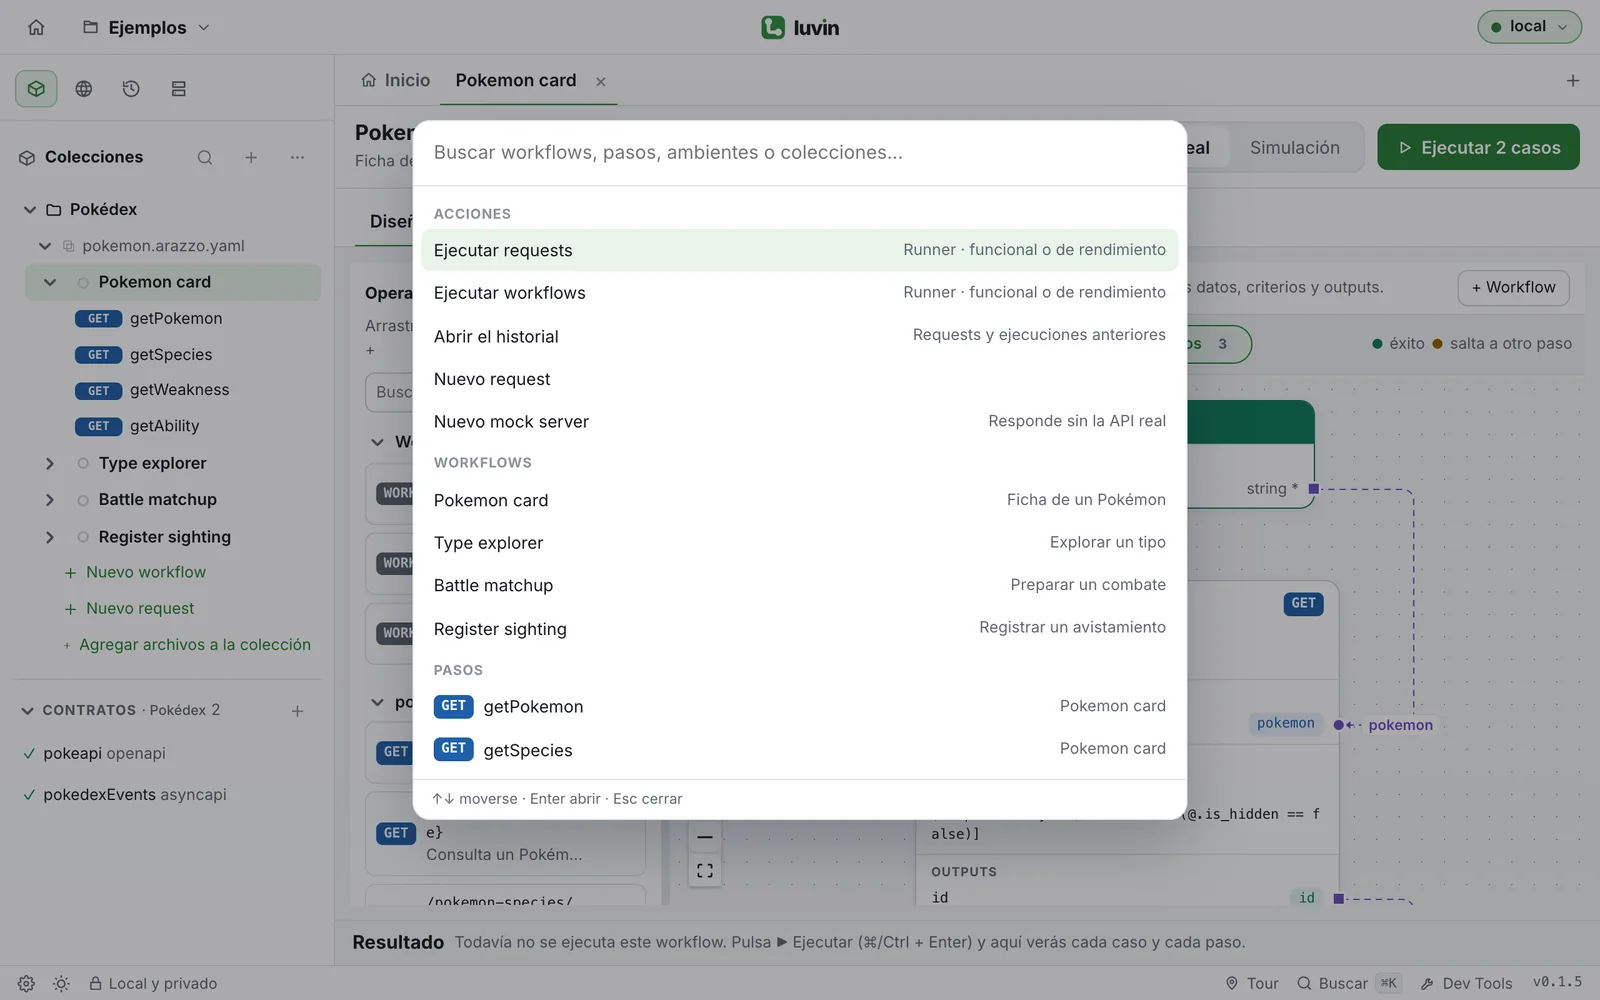 Ejemplos
luvin
local
Inicio
Pokemon card
Colecciones
Pokédex
pokemon.arazzo.yaml
Pokemon card
GET getPokemon
GET getSpecies
GET getWeakness
GET getAbility
Type explorer
Battle matchup
Register sighting
+ Nuevo workflow
+ Nuevo request
+ Agregar archivos a la colección
CONTRATOS · Pokédex 2
pokeapi openapi
pokedexEvents asyncapi
Simulación
Ejecutar 2 casos
datos, criterios y outputs.
+ Workflow
3
éxito
salta a otro paso
Buscar workflows, pasos, ambientes o colecciones...
ACCIONES
Ejecutar requests Runner · funcional o de rendimiento
Ejecutar workflows Runner · funcional o de rendimiento
Abrir el historial Requests y ejecuciones anteriores
Nuevo request
Nuevo mock server Responde sin la API real
WORKFLOWS
Pokemon card Ficha de un Pokémon
Type explorer Explorar un tipo
Battle matchup Preparar un combate
Register sighting Registrar un avistamiento
PASOS
GET getPokemon Pokemon card
GET getSpecies Pokemon card
↑↓ moverse · Enter abrir · Esc cerrar
string *
GET
pokemon
pokemon
(@.is_hidden == f
alse)]
OUTPUTS
id
id
GET
GET
e}
Consulta un Pokém...
/pokemon-species/
Resultado Todavía no se ejecuta este workflow. Pulsa ▶ Ejecutar (⌘/Ctrl + Enter) y aquí verás cada caso y cada paso.
Local y privado
Tour
Buscar ⌘K
Dev Tools
v0.1.5